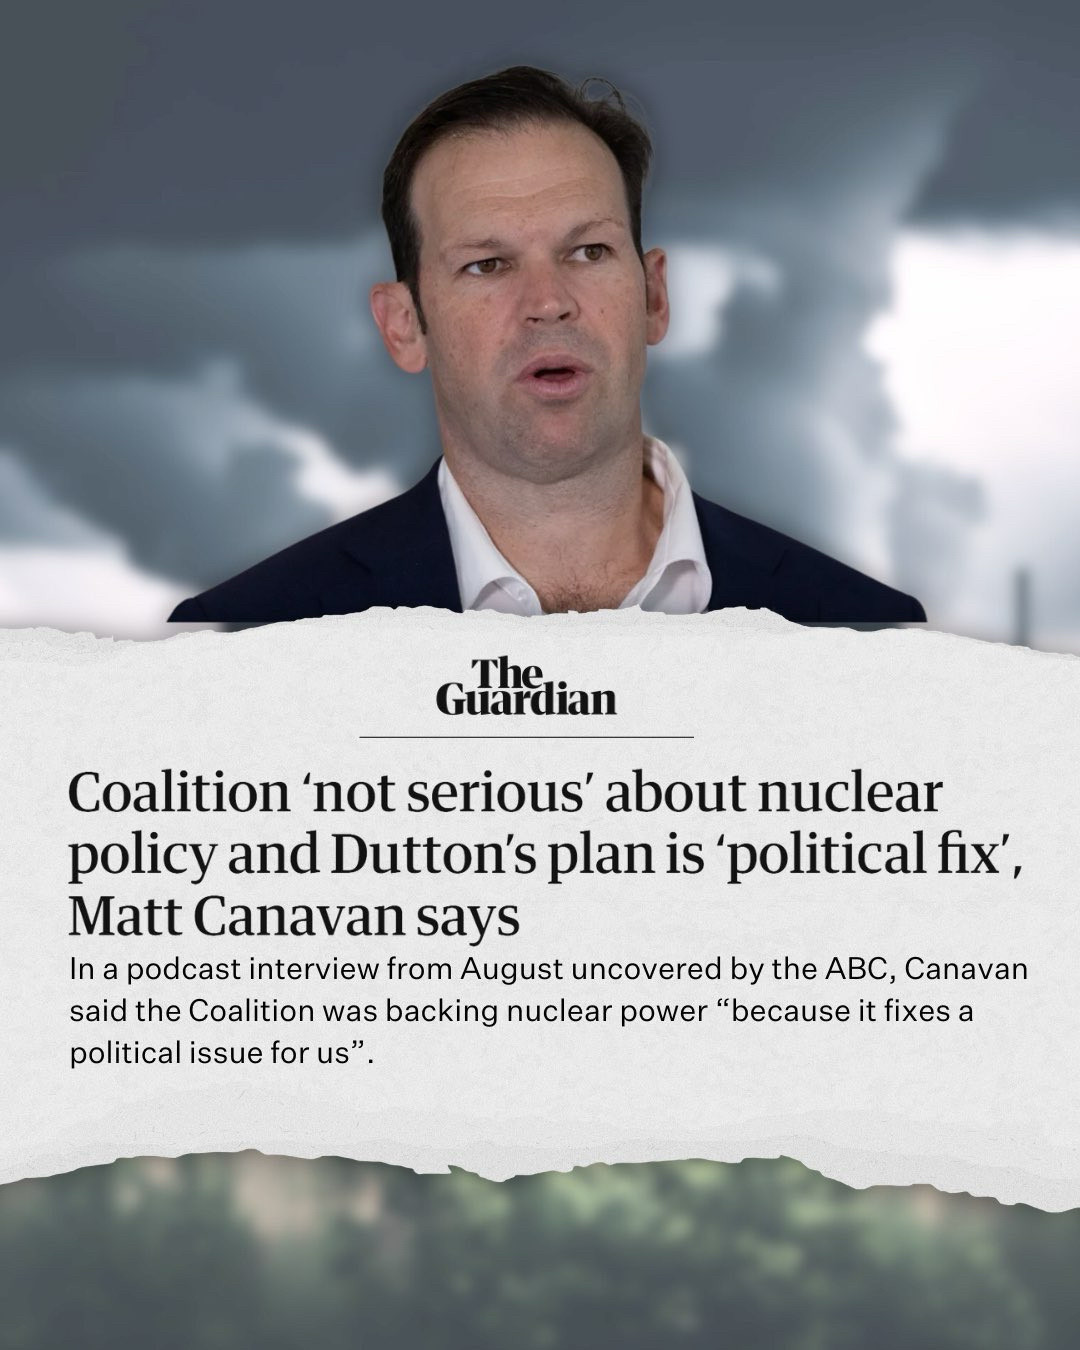 The
Guardian
Coalition ‘not serious’ about nuclear
policy and Dutton’s plan is ‘political fix’,
Matt Canavan says
In a podcast interview from August uncovered by the ABC, Canavan
said the Coalition was backing nuclear power “because it fixes a
political issue for us”.